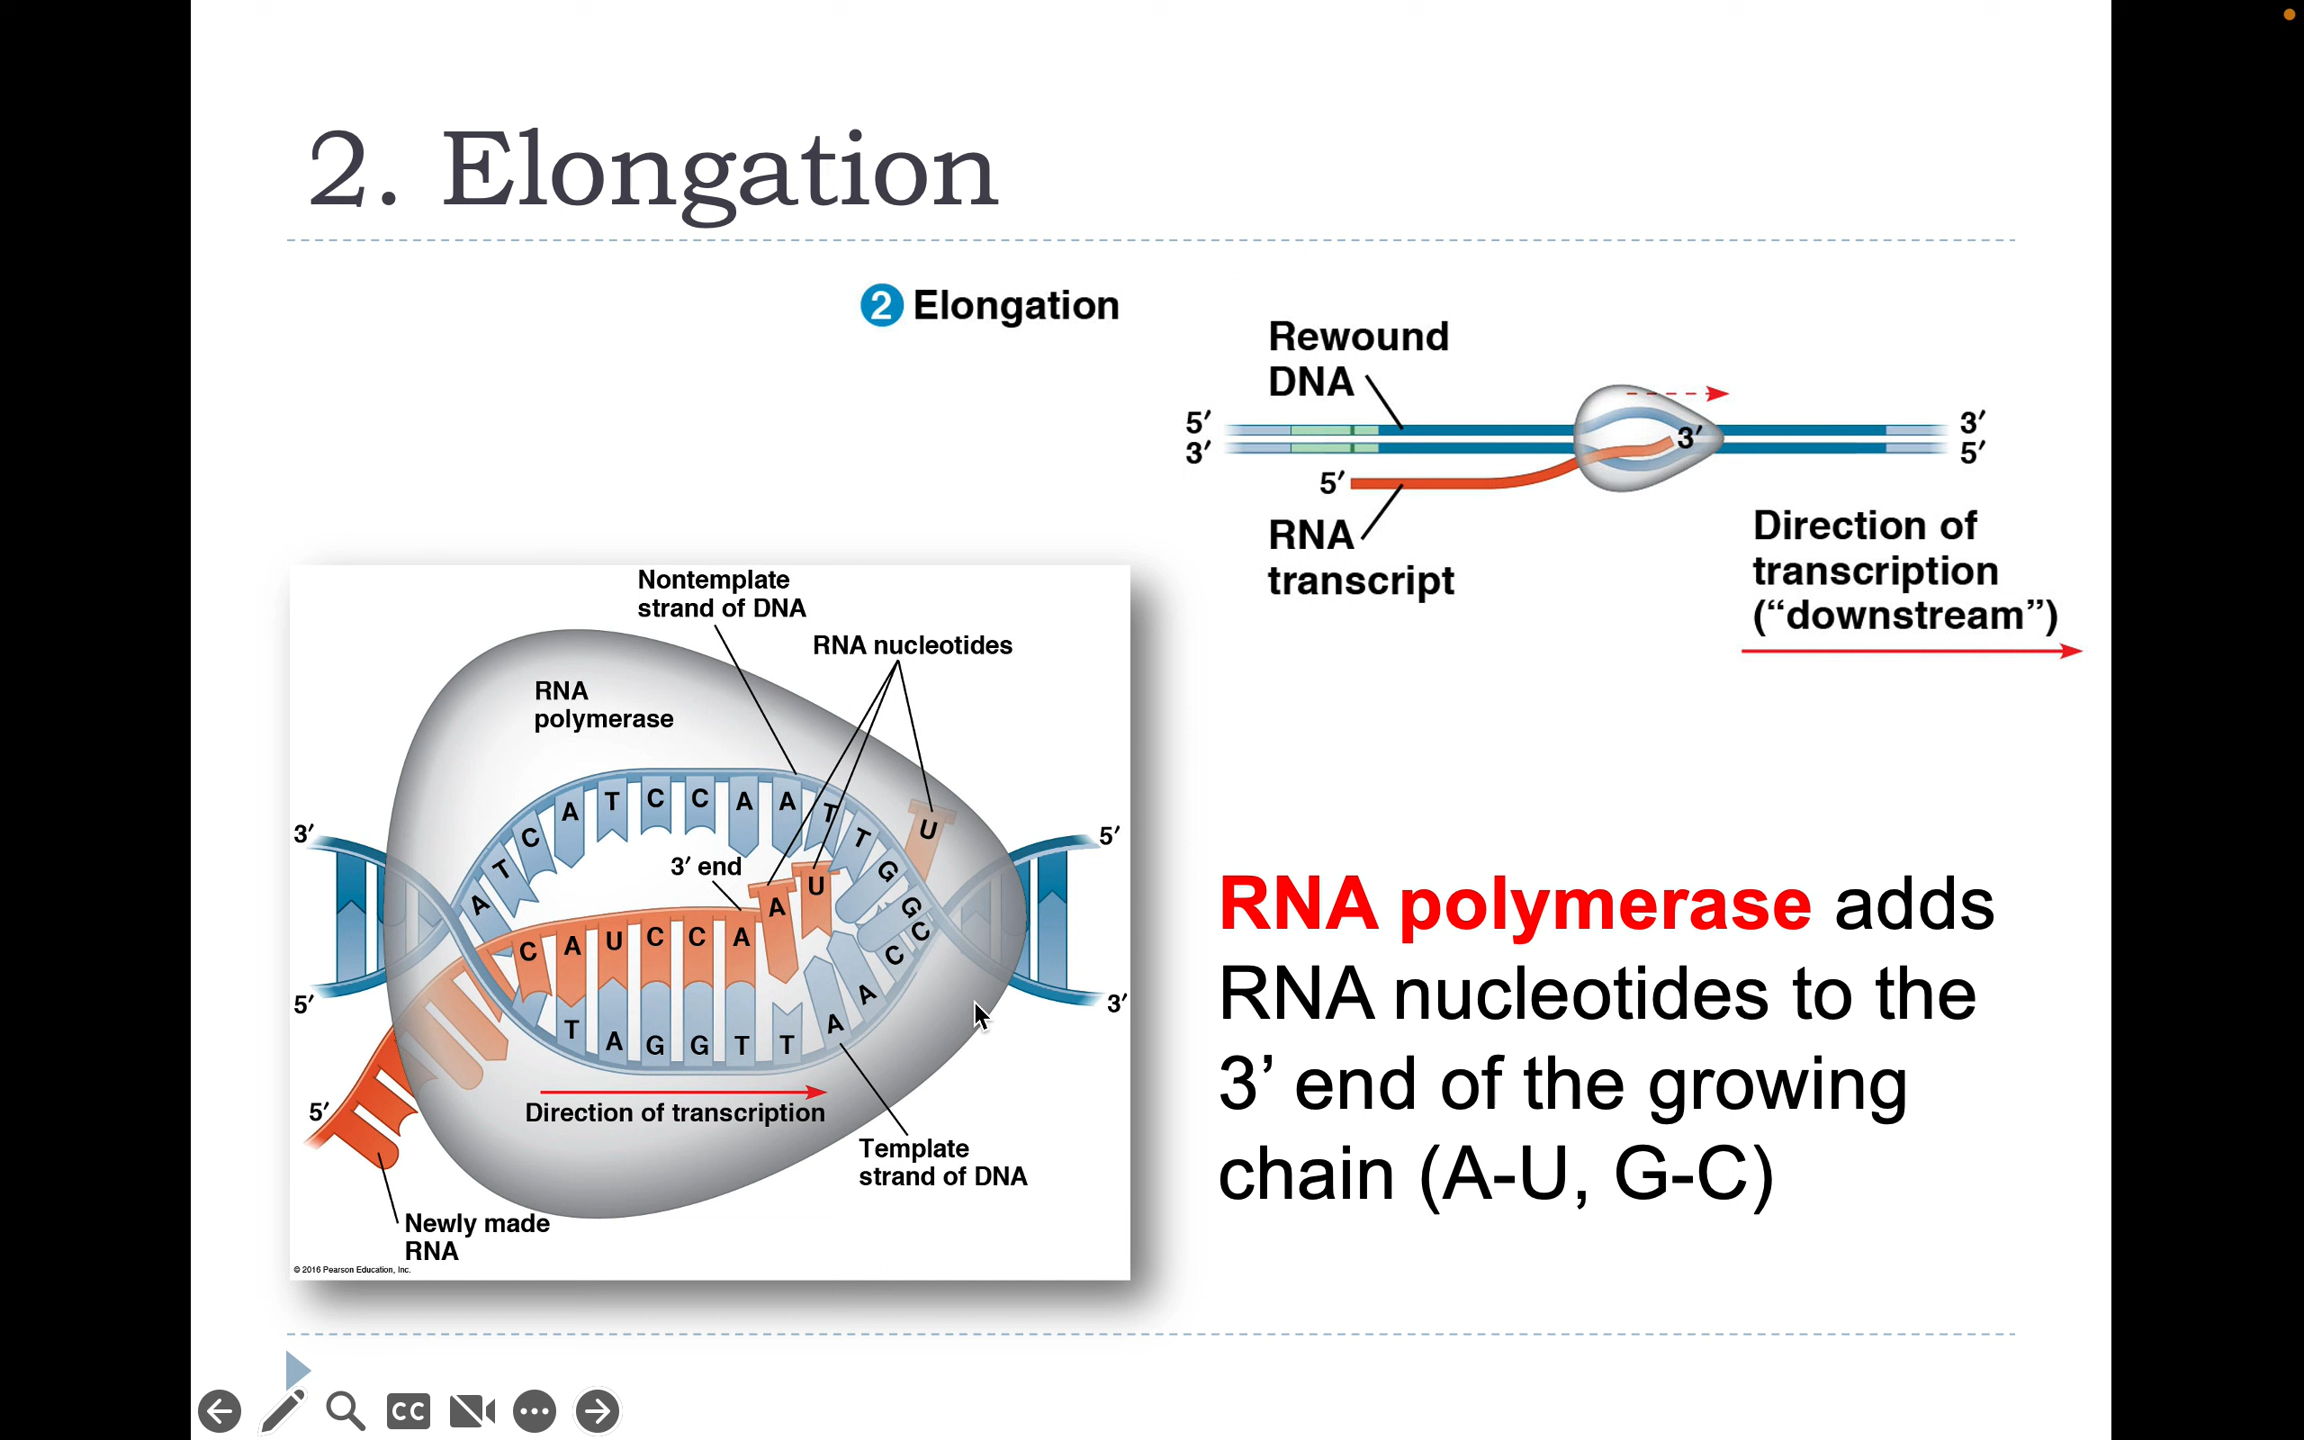 2. Elongation
2 Elongation
Rewound
DNA
5′ 3′
3′ 3′ 5′
5′
RNA
transcript
Direction of
transcription
(“downstream”)
Nontemplate
strand of DNA
RNA nucleotides
RNA
polymerase
A T C A T C C A A T T G G
U
3′ 5′
3′ end
C A U C C A A U
T A G G T T A A C C
5′ 3′
5′
Direction of transcription
Template
strand of DNA
Newly made
RNA
© 2016 Pearson Education, Inc.
RNA polymerase adds
RNA nucleotides to the
3’ end of the growing
chain (A-U, G-C)
CC